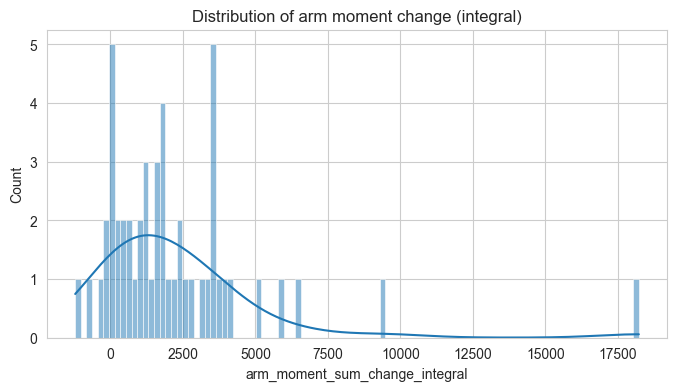 Distribution of arm moment change (integral)
5
4
3
2
1
0
Count
0 2500 5000 7500 10000 12500 15000 17500
arm_moment_sum_change_integral